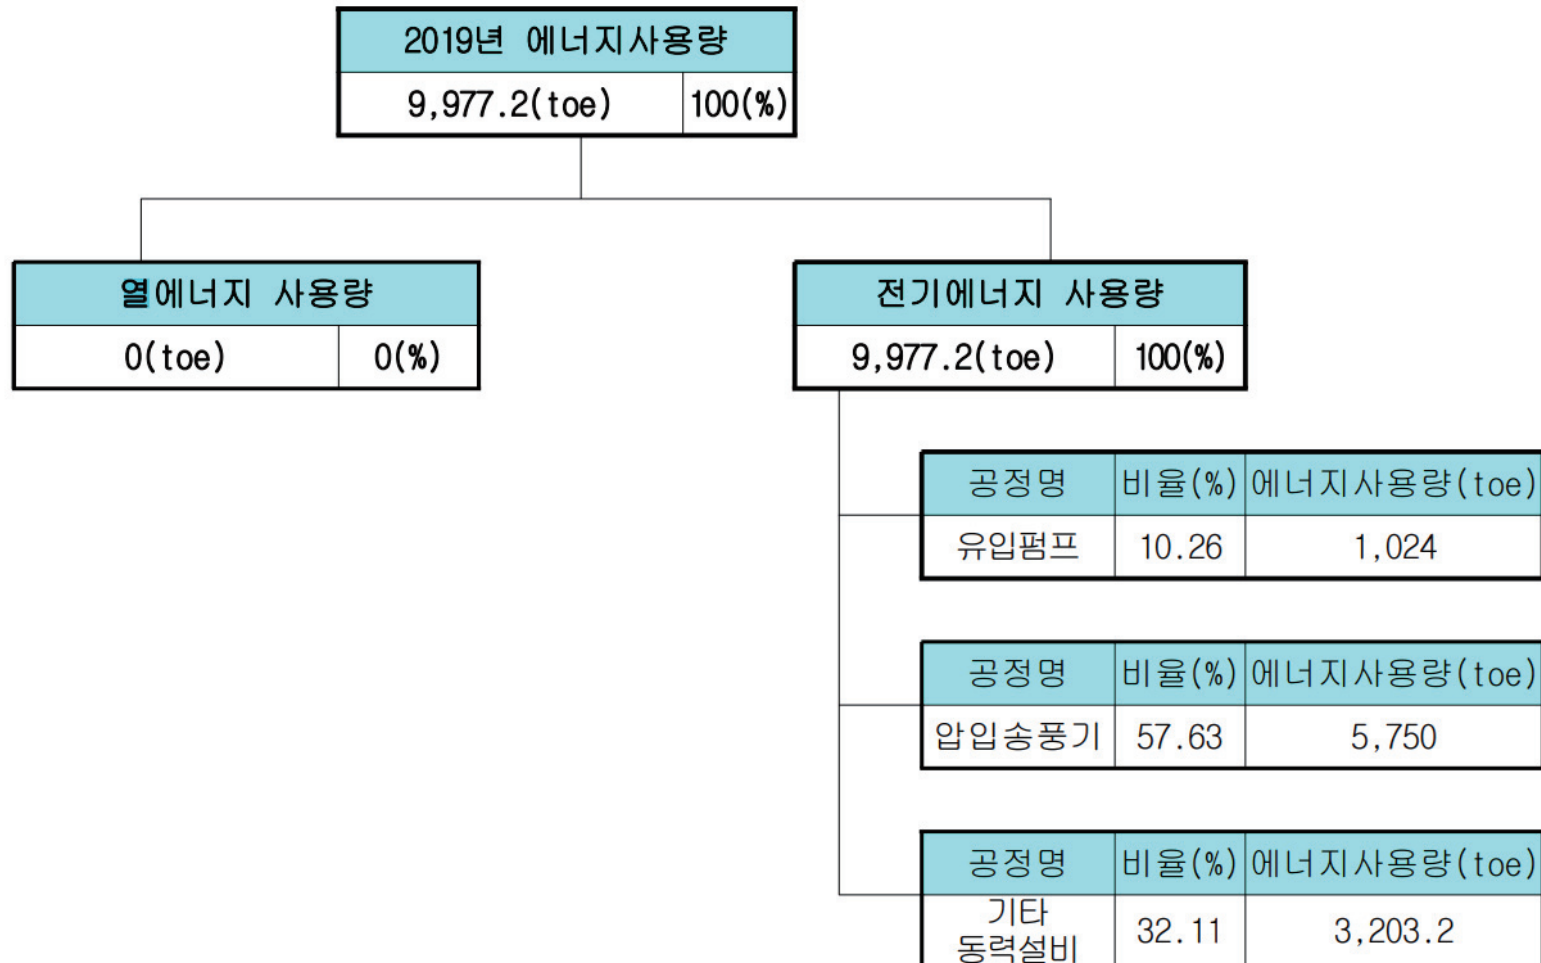 2019년 에너지사용량
9,977.2(toe) 100(%)
열에너지 사용량
0(toe) 0(%)
전기에너지 사용량
9,977.2(toe) 100(%)
공정명 비율(%) 에너지사용량(toe)
유입펌프 10.26 1,024
공정명 비율(%) 에너지사용량(toe)
압입송풍기 57.63 5,750
공정명 비율(%) 에너지사용량(toe)
기타
동력설비 32.11 3,203.2